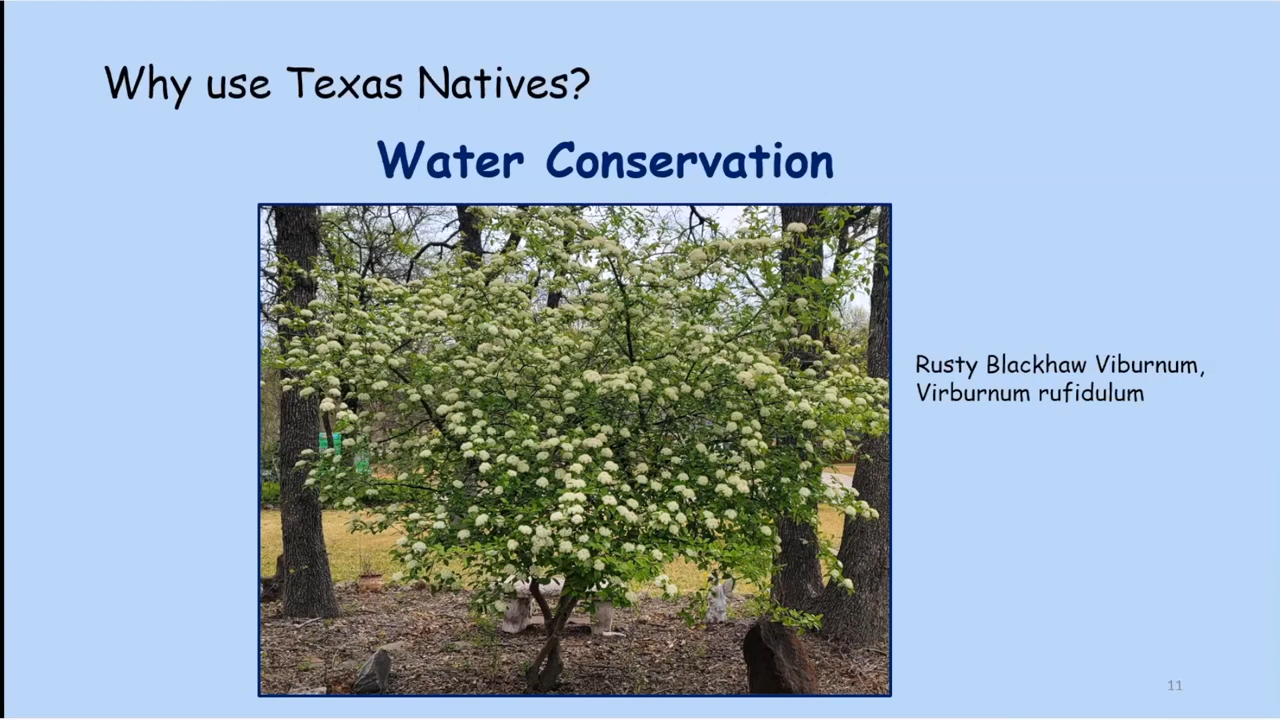 Why use Texas Natives?
Water Conservation
Rusty Blackhaw Viburnum,
Virburnum rufidulum
11